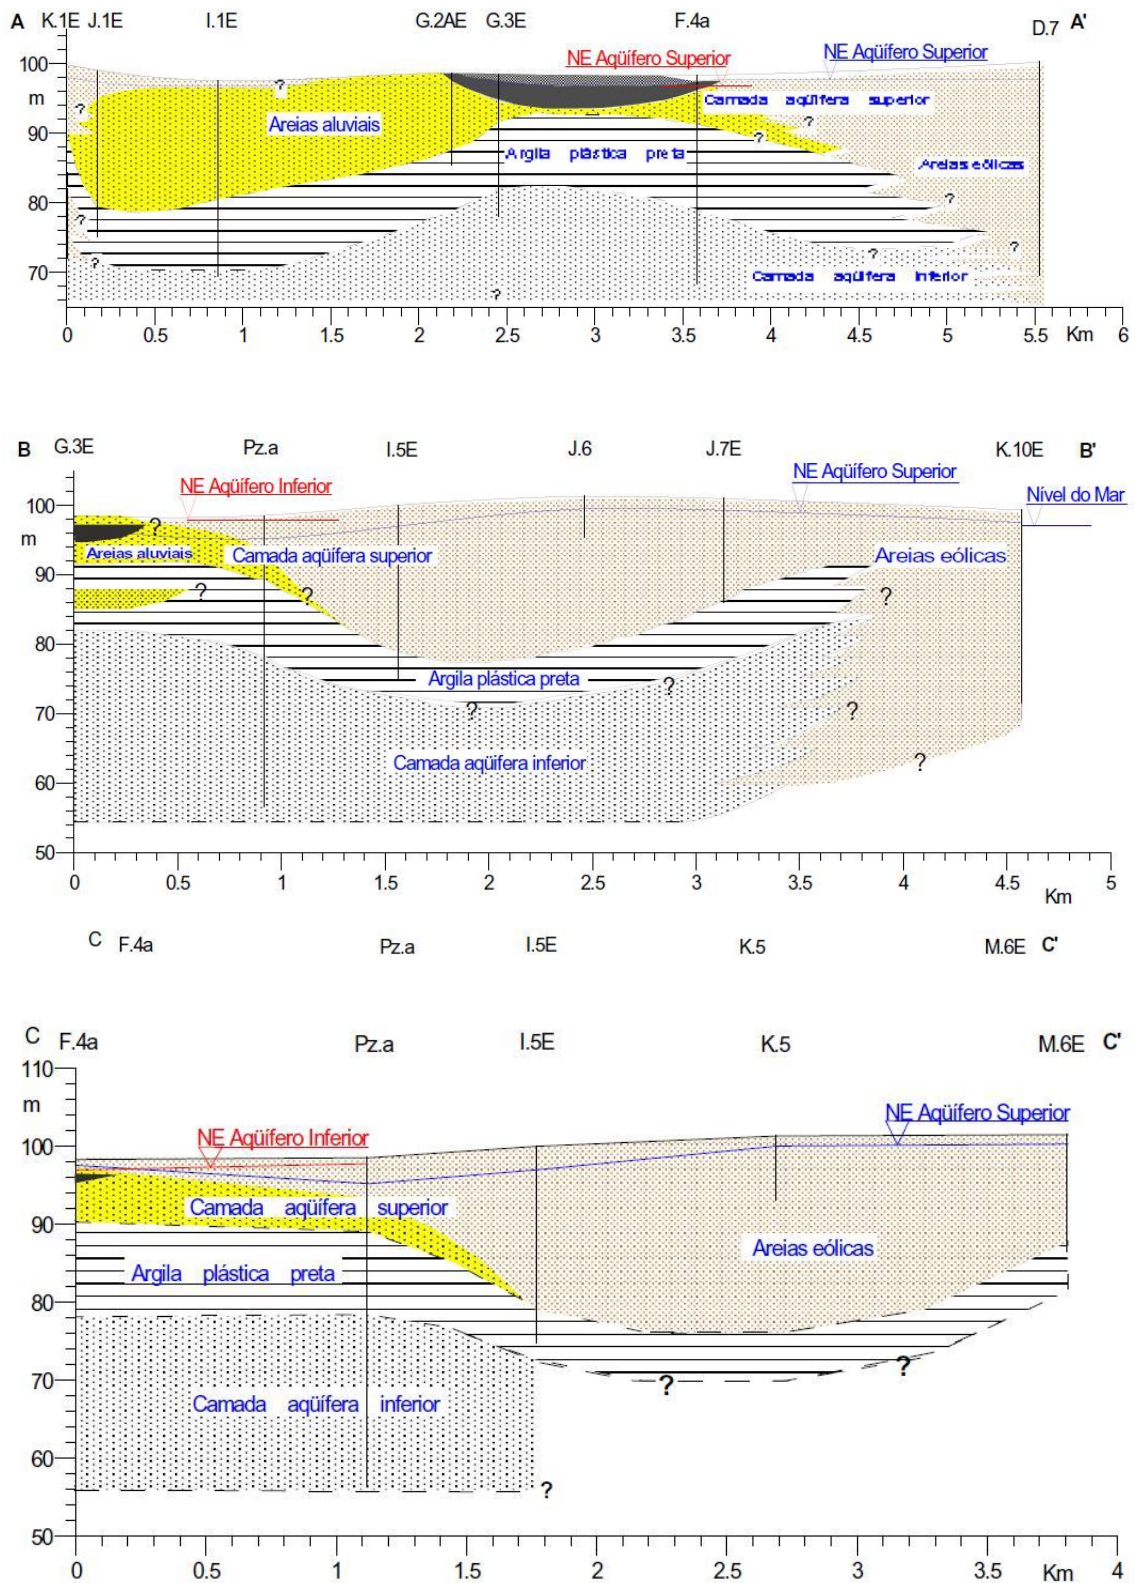 A K.1E J.1E I.1E G.2AE G.3E F.4a D.7 A'
NE Aqüífero Superior NE Aqüífero Superior
100
m
Camada aqüífera superior
?
?
Areias aluviais
?
90
?
Argila plástica preta
Areias eólicas
80
?
?
?
?
?
70
Camada aqüífera inferior
?
0 0.5 1 1.5 2 2.5 3 3.5 4 4.5 5 5.5 Km 6
B G.3E Pz.a I.5E J.6 J.7E K.10E B'
NE Aqüífero Inferior NE Aqüífero Superior
Nível do Mar
100
m
?
Areias aluviais Camada aqüífera superior Areias eólicas
90
?
?
?
80
Argila plástica preta
?
70
?
?
Camada aqüífera inferior
?
60
50
0 0.5 1 1.5 2 2.5 3 3.5 4 4.5 5
Km
C F.4a Pz.a I.5E K.5 M.6E C'
C F.4a Pz.a I.5E K.5 M.6E C'
110
m
NE Aqüífero Inferior NE Aqüífero Superior
100
Camada aqüífera superior
90
Areias eólicas
Argila plástica preta
80
?
70
?
Camada aqüífera inferior
60
?
50
0 0.5 1 1.5 2 2.5 3 3.5 Km 4